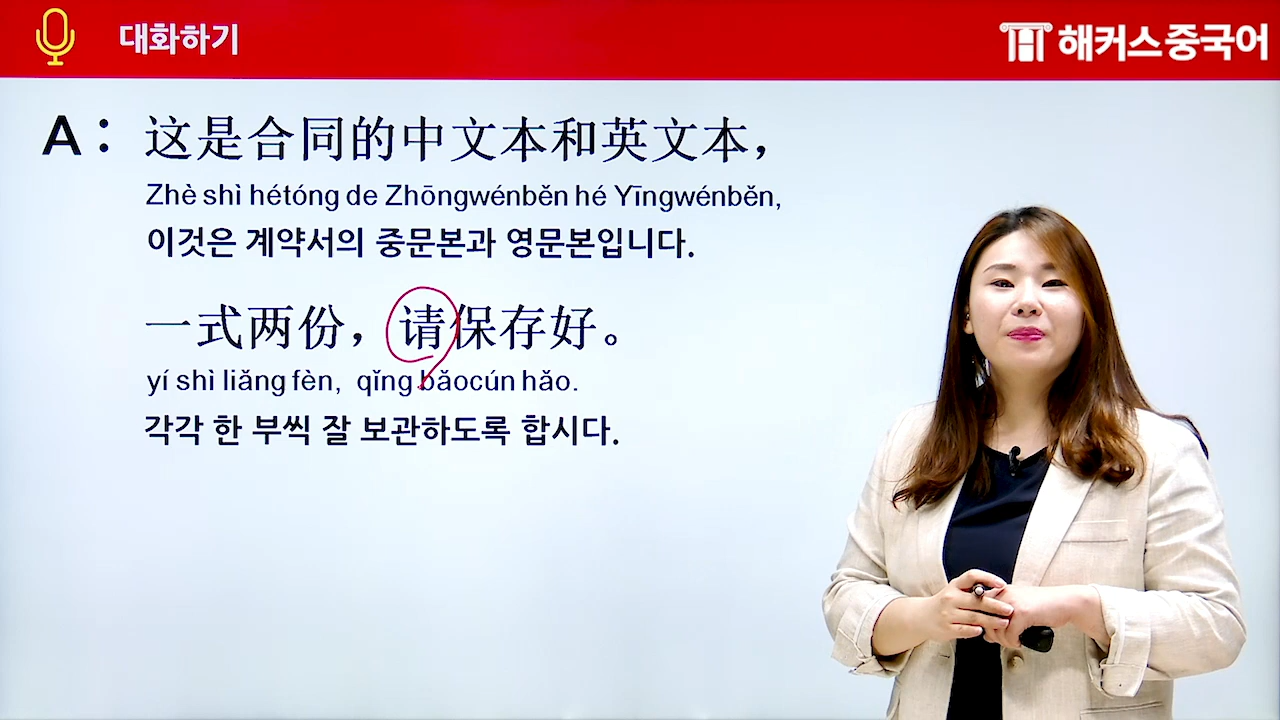 대화하기
해커스중국어
A: 这是合同的中文本和英文本，
Zhè shì hétóng de Zhōngwénběn hé Yīngwénběn,
이것은 계약서의 중문본과 영문본입니다.
一式两份，请保存好。
yí shì liǎng fèn, qǐng bǎocún hǎo.
각각 한 부씩 잘 보관하도록 합시다.